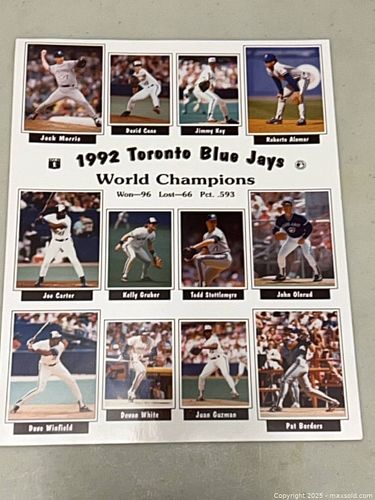 Jack Morris
David Cone
Jimmy Key
Roberto Alomar
1992 Toronto Blue Jays
World Champions
Won—96 Lost—66 Pct. .593
Joe Carter
Kelly Gruber
Todd Stottlemyre
John Olerud
Dave Winfield
Devon White
Juan Guzman
Pat Borders
Copyright 2025 - maxsold.com